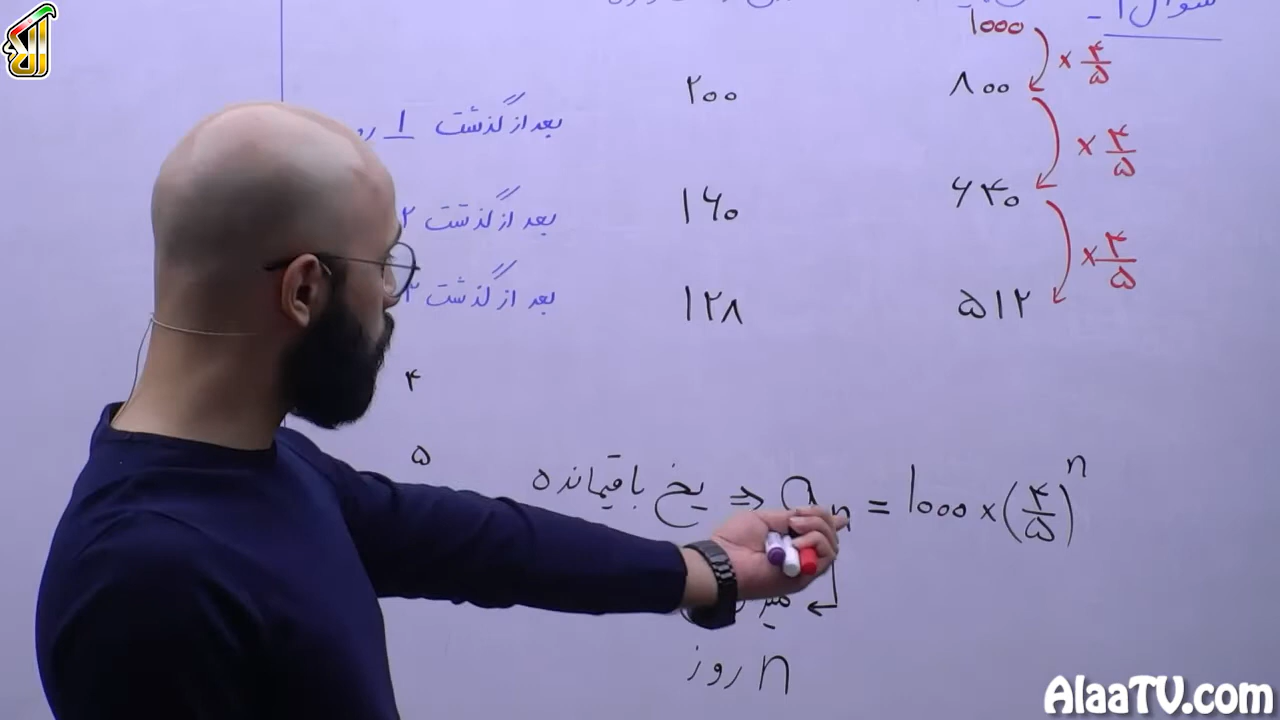 سوال ۱ -
۱۰۰۰
× ۴/۵
بعد از گذشت ۱ ۲۰۰ ۸۰۰
× ۴/۵
بعد از گذشت ۲ ۱۶۰ ۶۴۰
× ۴/۵
بعد از گذشت ۳ ۱۲۸ ۵۱۲
۴
۵
یخ باقیمانده ⇒ a_n = ۱۰۰۰ × (۴/۵)^n
n روز
AlaaTV.com